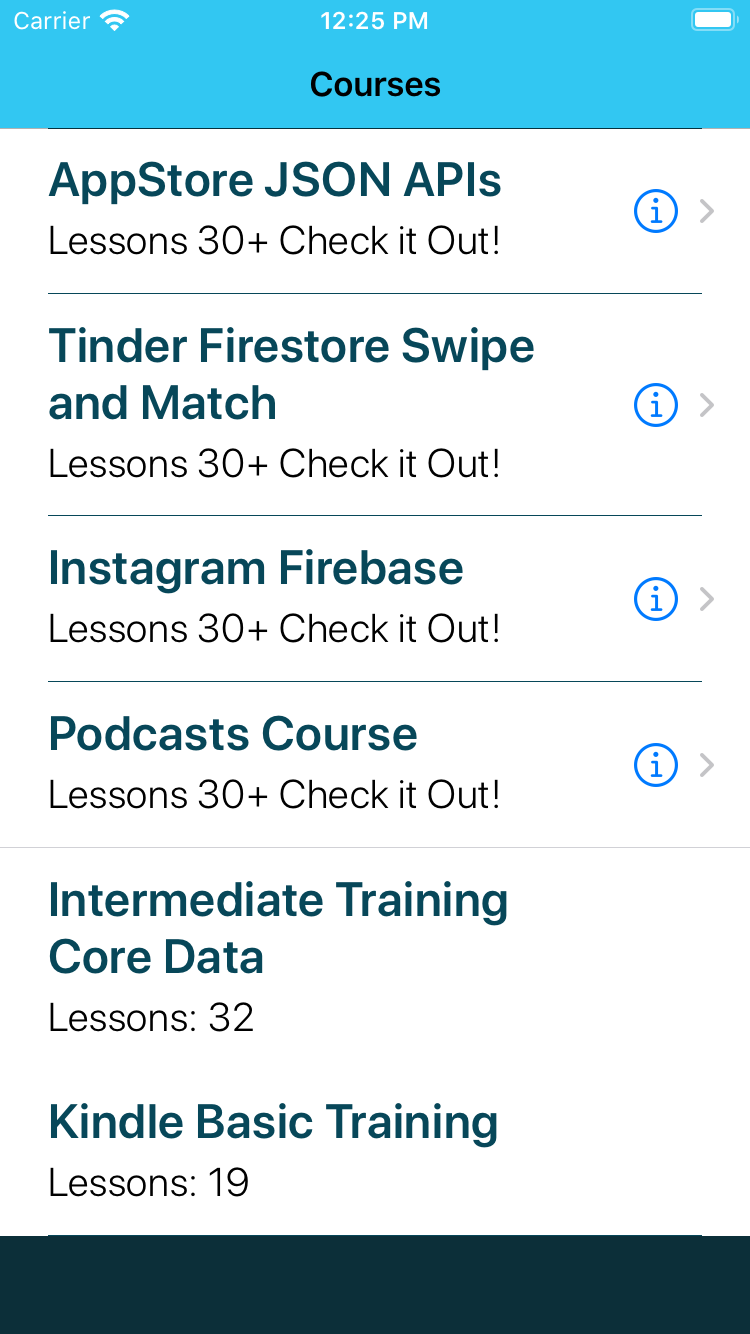 Carrier 12:25 PM
Courses
AppStore JSON APIs
Lessons 30+ Check it Out!
Tinder Firestore Swipe
and Match
Lessons 30+ Check it Out!
Instagram Firebase
Lessons 30+ Check it Out!
Podcasts Course
Lessons 30+ Check it Out!
Intermediate Training
Core Data
Lessons: 32
Kindle Basic Training
Lessons: 19